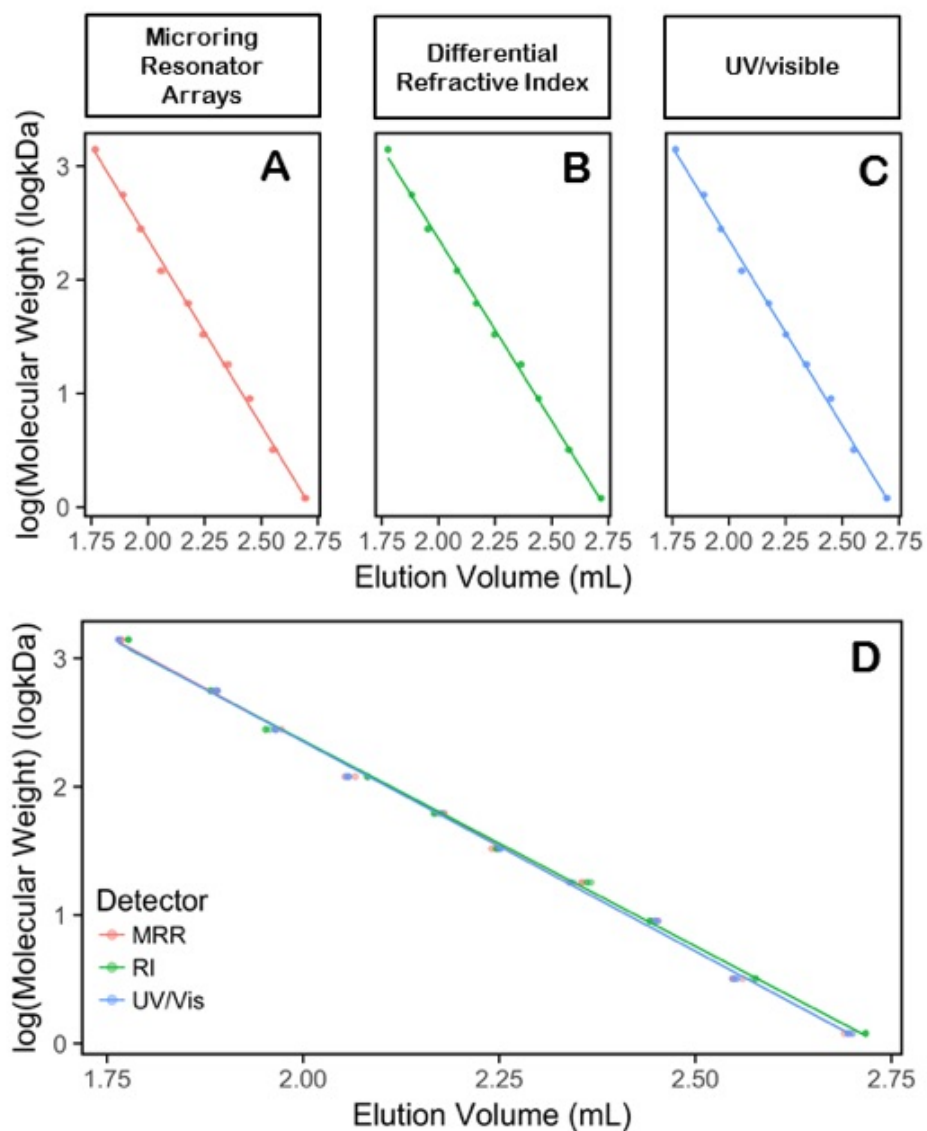 Microring
Resonator
Arrays
Differential
Refractive Index
UV/visible
log(Molecular Weight) (logkDa)
3
2
1
0
A
B
C
1.75 2.00 2.25 2.50 2.75
1.75 2.00 2.25 2.50 2.75
1.75 2.00 2.25 2.50 2.75
Elution Volume (mL)
log(Molecular Weight) (logkDa)
3
2
1
0
D
Detector
MRR
RI
UV/Vis
1.75 2.00 2.25 2.50 2.75
Elution Volume (mL)